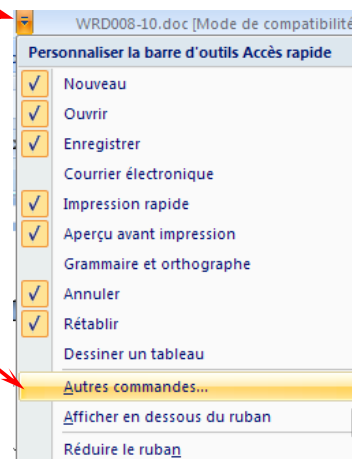 WRD008-10.doc [Mode de compatibilité
Personnaliser la barre d'outils Accès rapide
Nouveau
Ouvrir
Enregistrer
Courrier électronique
Impression rapide
Aperçu avant impression
Grammaire et orthographe
Annuler
Rétablir
Dessiner un tableau
Autres commandes...
Afficher en dessous du ruban
Réduire le ruban